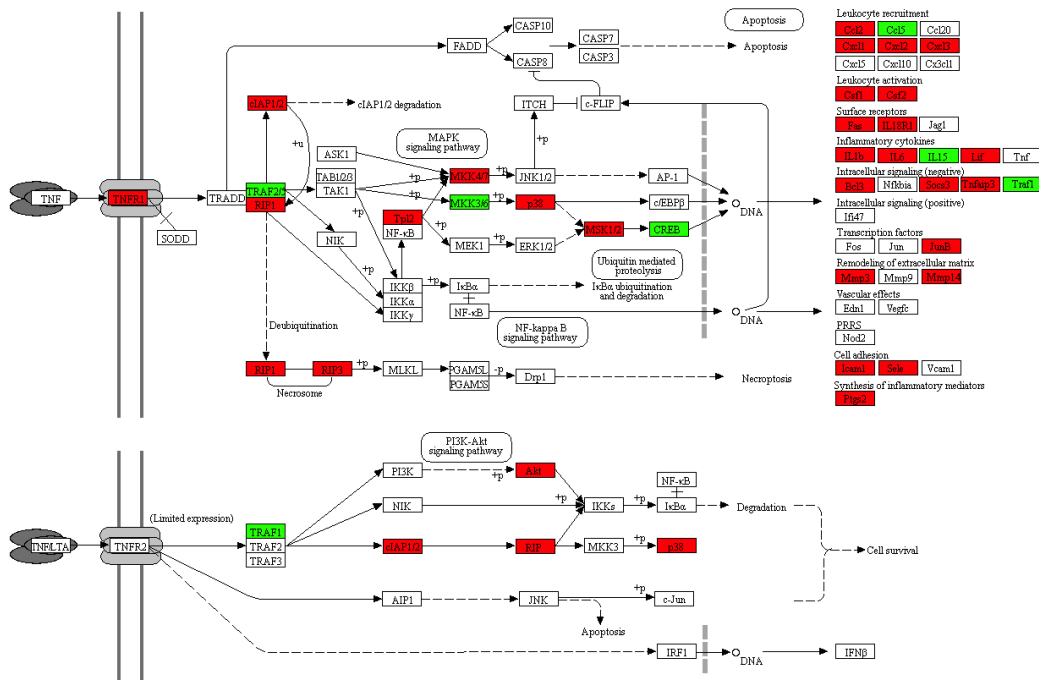 CASP10
Apoptosis
FADD
CASP7
Apoptosis
CASP8
CASP3
cIAP1/2
cIAP1/2 degradation
ITCH
c-FLIP
+u
+p
MAPK
signaling pathway
ASK1
TAB1/2/3
TAK1
+p
MKK4/7
+p
JNK1/2
AP-1
TNF
TNFR1
TRADD
TRAF2/5
RIP1
+p
MKK3/6
+p
p38
c/EBPβ
DNA
SODD
NIK
+p
Tpl2
NF-κB
MEK1
+p
ERK1/2
MSK1/2
CREB
+p
+p
IKKβ
IKKα
IKKγ
+p
IκBα
NF-κB
Ubiquitin mediated
proteolysis
IκBα ubiquitination
and degradation
DNA
NF-kappa B
signaling pathway
Deubiquitination
RIP1
RIP3
+p
MLKL
PGAM5L
PGAM5S
-p
Drp1
Necroptosis
Necrosome
Leukocyte recruitment
Ccl2 Ccl5 Ccl20
Cxcl1 Cxcl2 Cxcl3
Cxcl5 Cxcl10 Cx3cl1
Leukocyte activation
Csf1 Csf2
Surface receptors
Fas IL18R1 Jag1
Inflammatory cytokines
IL1b IL6 IL15 Lif Tnf
Intracellular signaling (negative)
Bcl3 Nfkbia Socs3 Tnfaip3 Traf1
Intracellular signaling (positive)
Ifi47
Transcription factors
Fos Jun JunB
Remodeling of extracellular matrix
Mmp3 Mmp9 Mmp14
Vascular effects
Edn1 Vegfc
PRRS
Nod2
Cell adhesion
Icam1 Sele Vcam1
Synthesis of inflammatory mediators
Ptgs2
PI3K-Akt
signaling pathway
PI3K
+p
Akt
+p
NF-κB
NIK
IKKs
+p
IκBα
Degradation
(Limited expression)
TNF/LTA
TNFR2
TRAF1
TRAF2
TRAF3
cIAP1/2
RIP
MKK3
+p
p38
Cell survival
AIP1
JNK
+p
c-Jun
Apoptosis
IRF1
DNA
IFNβ